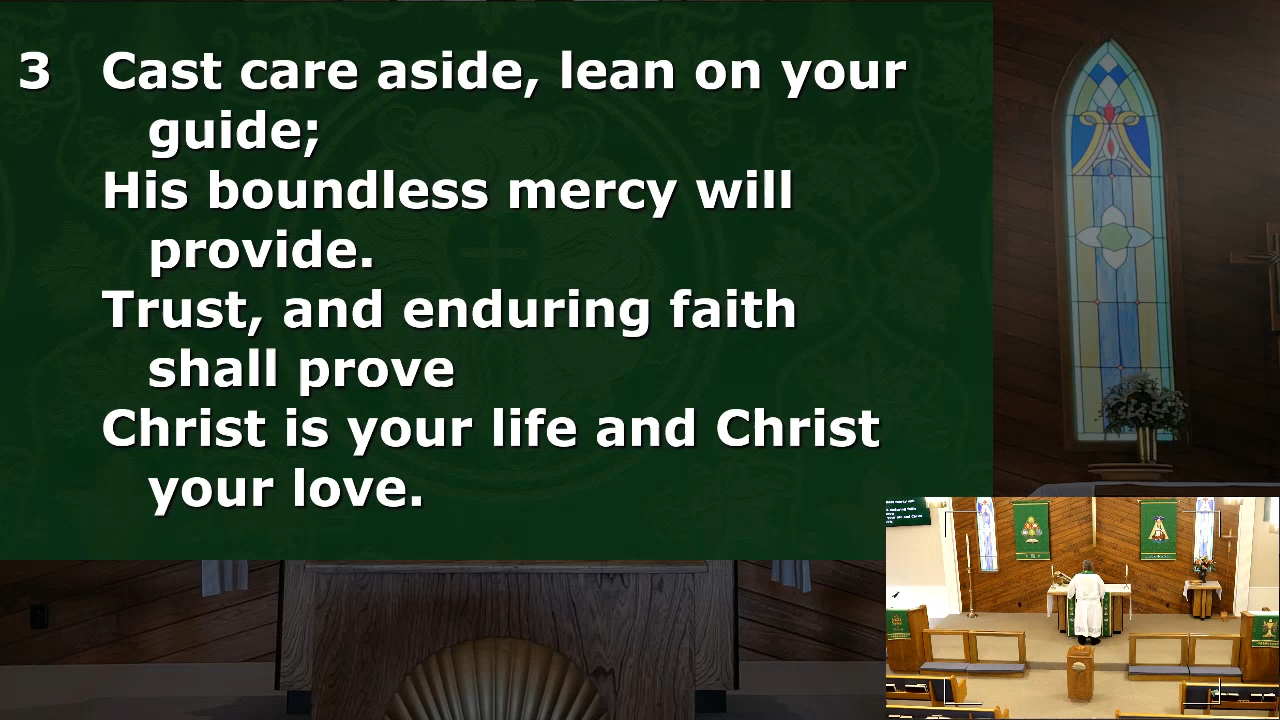 3 Cast care aside, lean on your
guide;
His boundless mercy will
provide.
Trust, and enduring faith
shall prove
Christ is your life and Christ
your love.